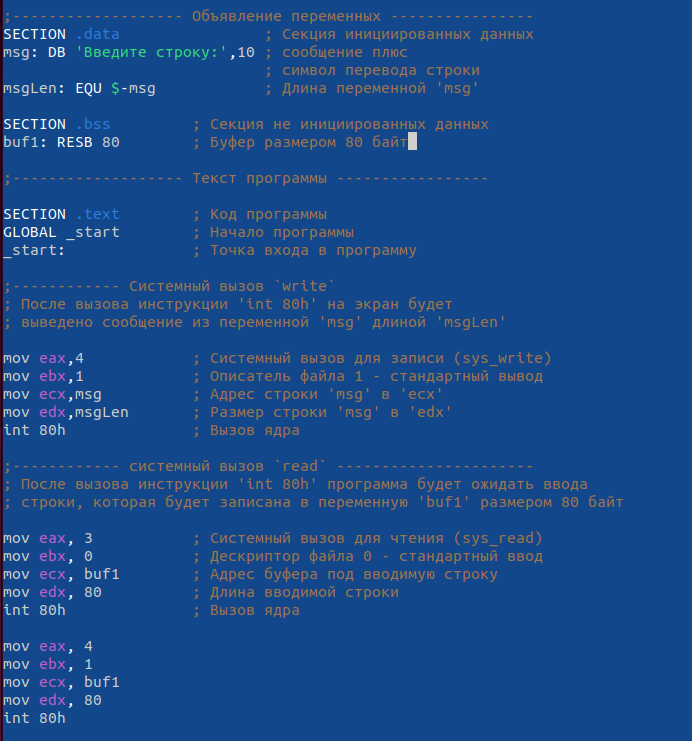 ;------------------- Объявление переменных ----------------
SECTION .data                ; Секция инициированных данных
msg: DB 'Введите строку:',10 ; сообщение плюс
                             ; символ перевода строки
msgLen: EQU $-msg            ; Длина переменной 'msg'

SECTION .bss         ; Секция не инициированных данных
buf1: RESB 80        ; Буфер размером 80 байт

;------------------- Текст программы -----------------

SECTION .text        ; Код программы
GLOBAL _start        ; Начало программы
_start:              ; Точка входа в программу

;------------ Системный вызов `write`
; После вызова инструкции 'int 80h' на экран будет
; выведено сообщение из переменной 'msg' длиной 'msgLen'

mov eax,4            ; Системный вызов для записи (sys_write)
mov ebx,1            ; Описатель файла 1 - стандартный вывод
mov ecx,msg          ; Адрес строки 'msg' в 'ecx'
mov edx,msgLen       ; Размер строки 'msg' в 'edx'
int 80h              ; Вызов ядра

;------------ системный вызов `read` ----------------------
; После вызова инструкции 'int 80h' программа будет ожидать ввода
; строки, которая будет записана в переменную 'buf1' размером 80 байт

mov eax, 3           ; Системный вызов для чтения (sys_read)
mov ebx, 0           ; Дескриптор файла 0 - стандартный ввод
mov ecx, buf1        ; Адрес буфера под вводимую строку
mov edx, 80          ; Длина вводимой строки
int 80h              ; Вызов ядра

mov eax, 4
mov ebx, 1
mov ecx, buf1
mov edx, 80
int 80h